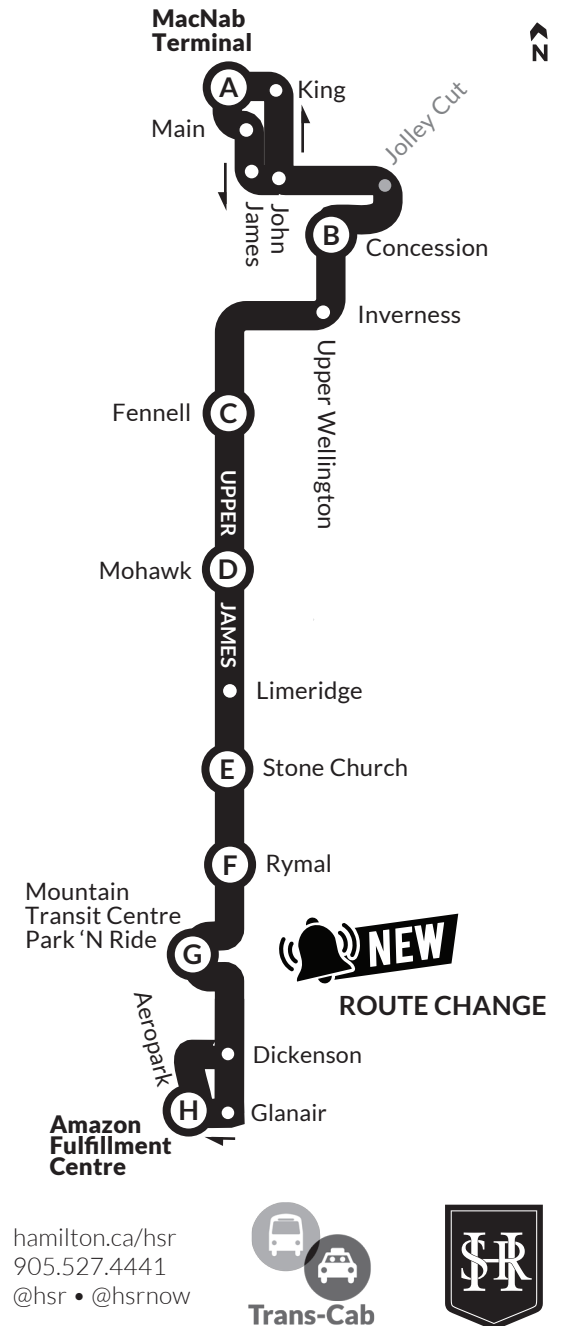 MacNab
Terminal
N
A
King
Main
Jolley Cut
James
John
B
Concession
Inverness
Upper Wellington
Fennell
C
UPPER
Mohawk
D
JAMES
Limeridge
E
Stone Church
F
Rymal
Mountain
Transit Centre
Park ‘N Ride
G
NEW
ROUTE CHANGE
Aeropark
Dickenson
H
Glanair
Amazon
Fulfillment
Centre
hamilton.ca/hsr
905.527.4441
@hsr • @hsrnow
Trans-Cab
HSR